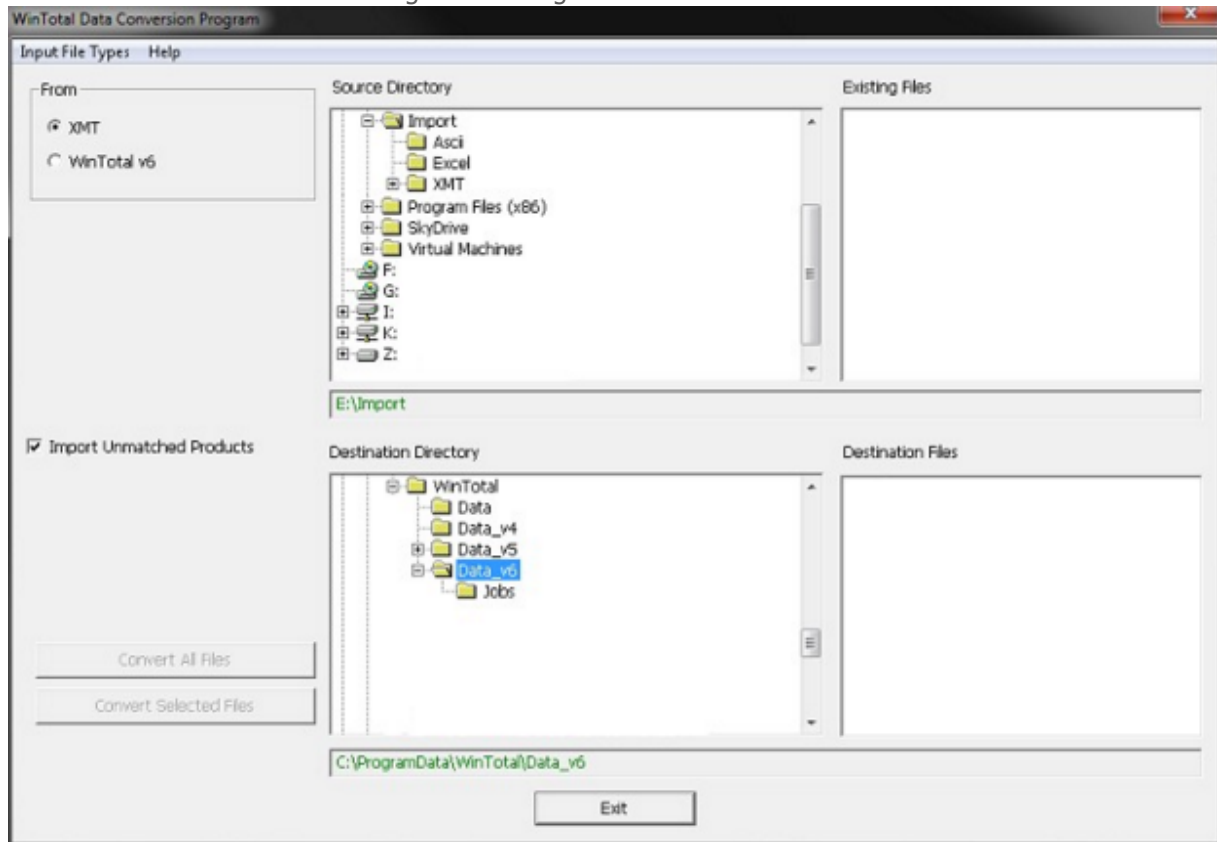 WinTotal Data Conversion Program
Input File Types Help
From
XMT
WinTotal v6
Source Directory
Import
Ascii
Excel
XMT
Program Files (x86)
SkyDrive
Virtual Machines
F:
G:
I:
K:
Z:
E:\Import
Existing Files
Import Unmatched Products
Destination Directory
WinTotal
Data
Data_v4
Data_v5
Data_v6
Jobs
C:\ProgramData\WinTotal\Data_v6
Destination Files
Convert All Files
Convert Selected Files
Exit